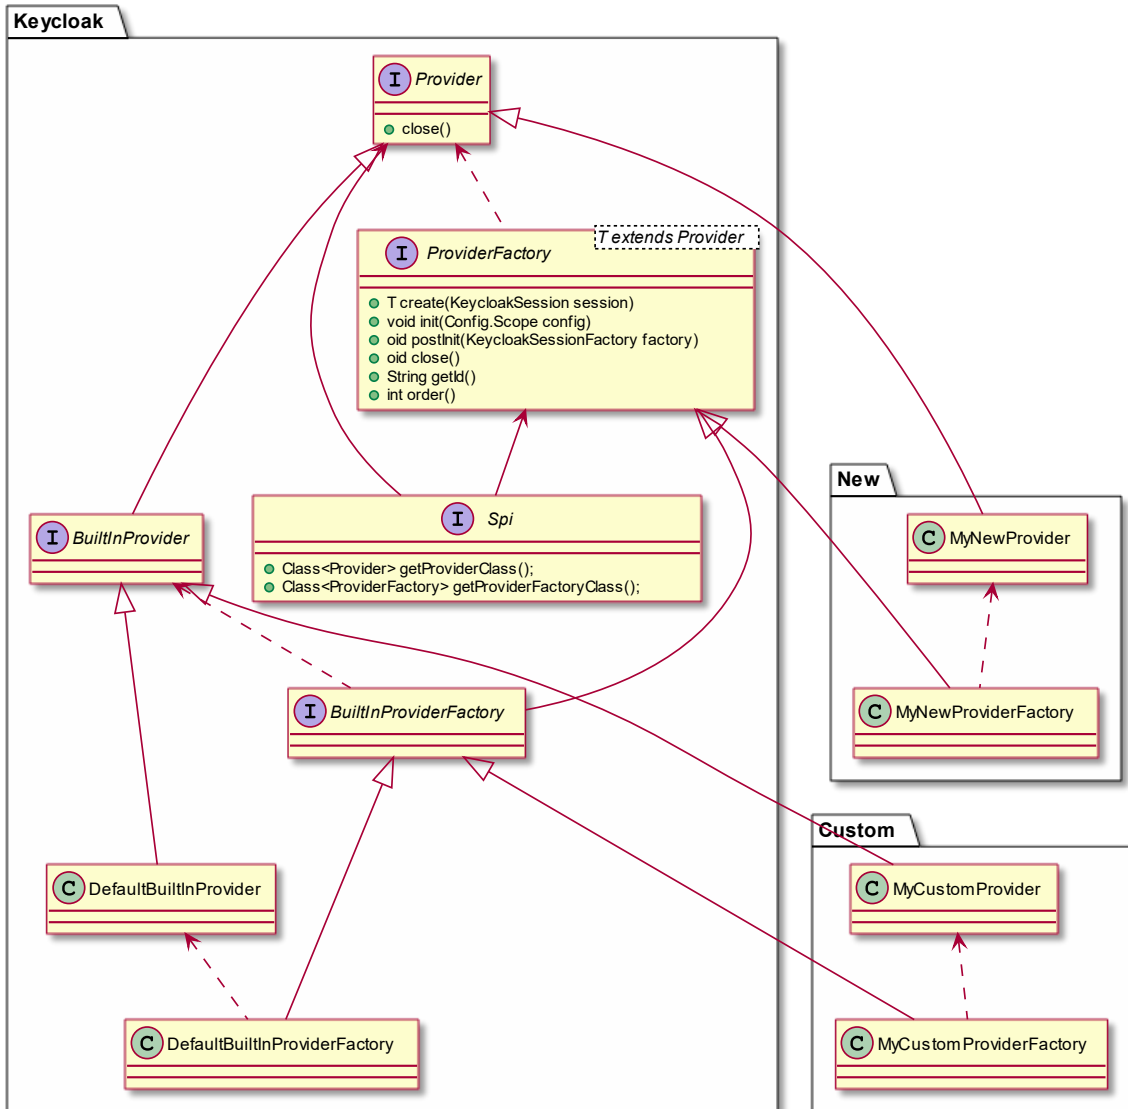 Keycloak
I Provider
close()
T extends Provider
I ProviderFactory
T create(KeycloakSession session)
void init(Config.Scope config)
oid postInit(KeycloakSessionFactory factory)
oid close()
String getId()
int order()
New
I Spi
Class<Provider> getProviderClass();
Class<ProviderFactory> getProviderFactoryClass();
I BuiltInProvider
C MyNewProvider
I BuiltInProviderFactory
C MyNewProviderFactory
Custom
C DefaultBuiltInProvider
C MyCustomProvider
C DefaultBuiltInProviderFactory
C MyCustomProviderFactory